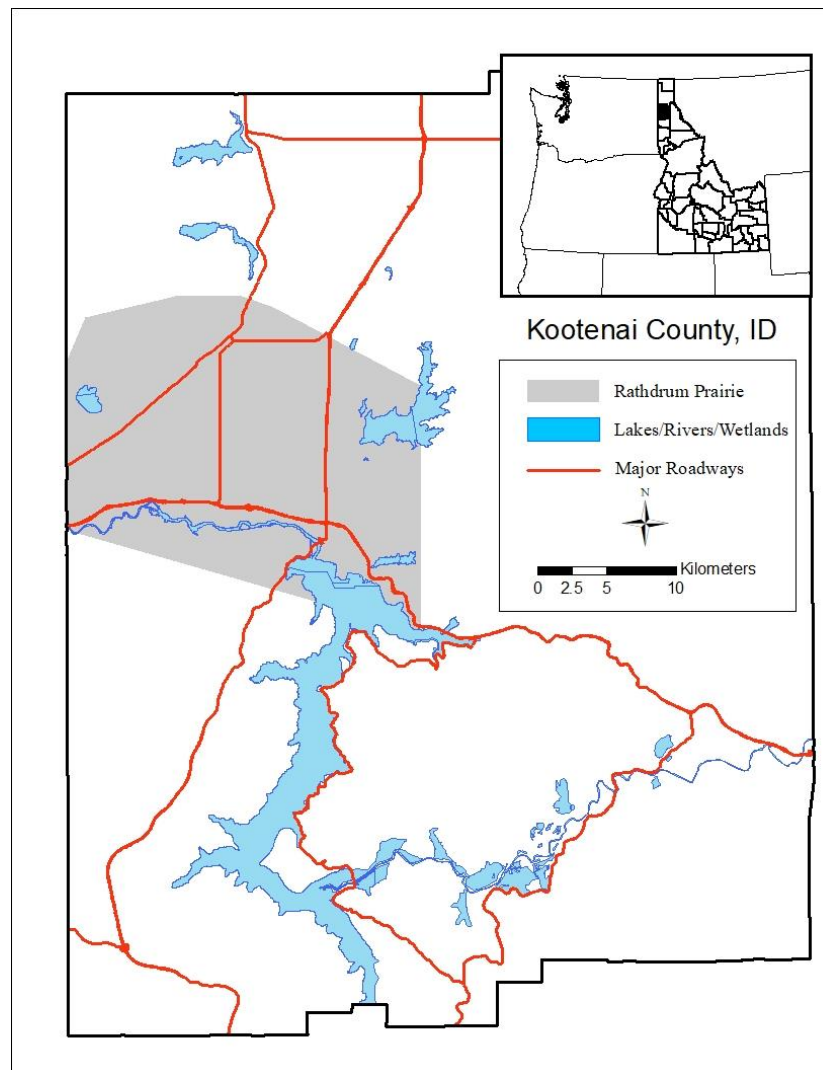 Kootenai County, ID
Rathdrum Prairie
Lakes/Rivers/Wetlands
Major Roadways
N
Kilometers
0 2.5 5 10